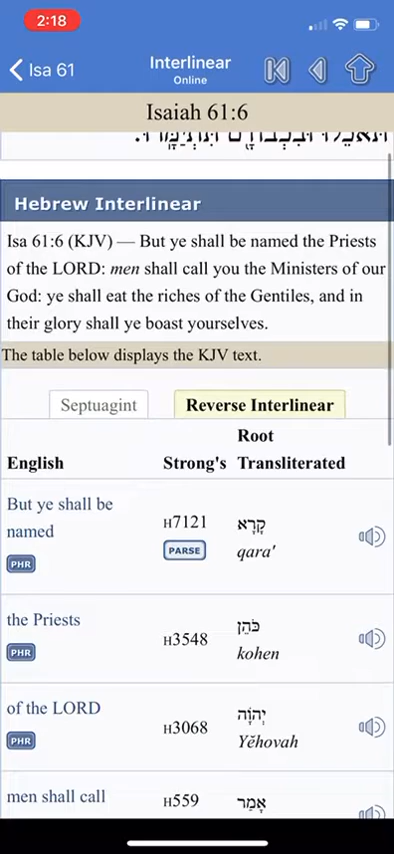 2:18
Isa 61
Interlinear
Online
Isaiah 61:6
תֹּאכֵלוּ וּבִכְבוֹדָם תִּתְיַמָּרוּ׃
Hebrew Interlinear
Isa 61:6 (KJV) — But ye shall be named the Priests
of the LORD: men shall call you the Ministers of our
God: ye shall eat the riches of the Gentiles, and in
their glory shall ye boast yourselves.
The table below displays the KJV text.
Septuagint
Reverse Interlinear
English
Strong's
Root
Transliterated
But ye shall be
named
PHR
H7121
PARSE
קָרָא
qara'
the Priests
PHR
H3548
כֹּהֵן
kohen
of the LORD
PHR
H3068
יְהֹוָה
Yĕhovah
men shall call
H559
אָמַר